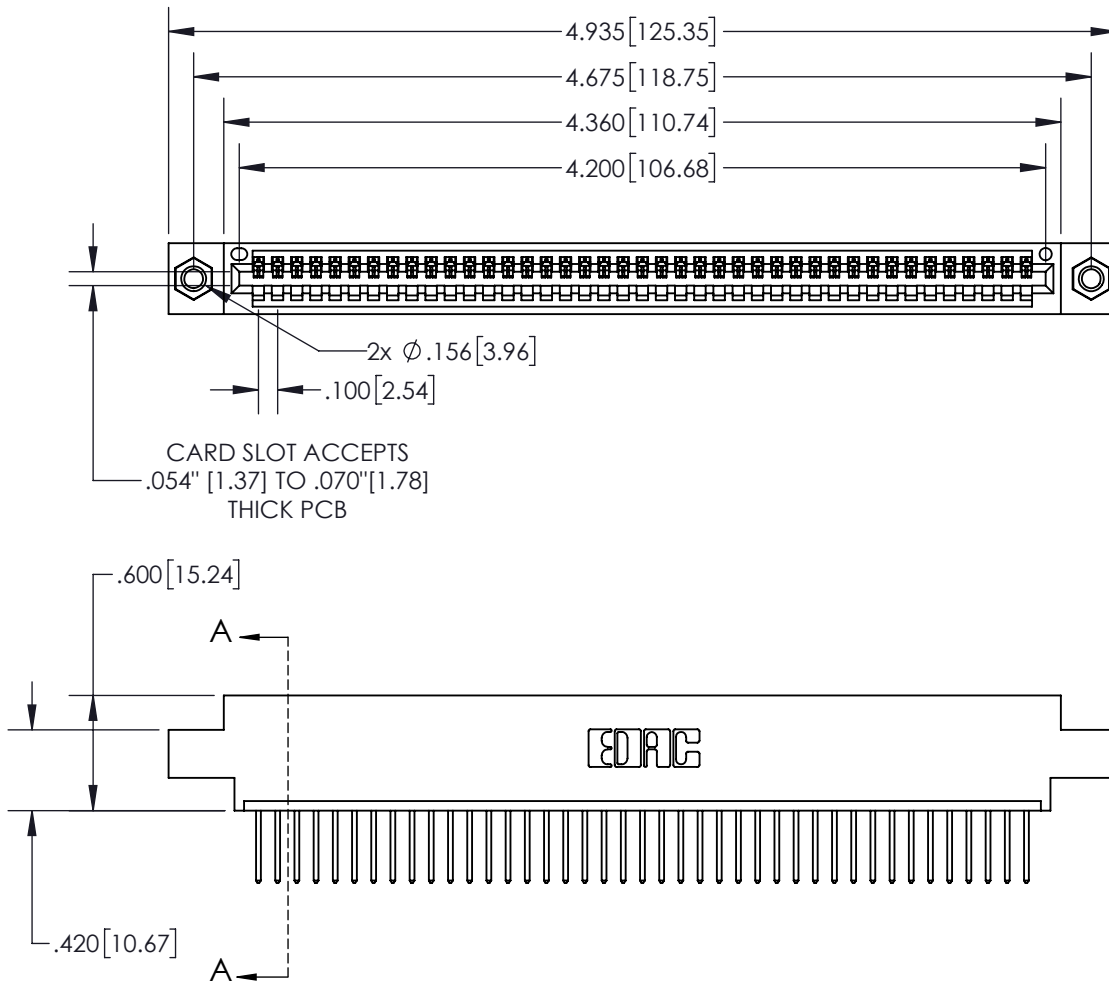 4.935[125.35]
4.675[118.75]
4.360[110.74]
4.200[106.68]
2x Ø.156[3.96]
.100[2.54]
CARD SLOT ACCEPTS
.054" [1.37] TO .070"[1.78]
THICK PCB
.600[15.24]
A
EDAC
.420[10.67]
A